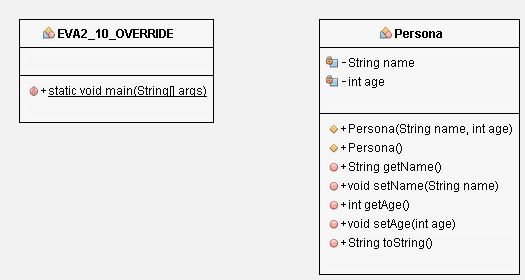 EVA2_10_OVERRIDE
+static void main(String[] args)
Persona
-String name
-int age
+Persona(String name, int age)
+Persona()
+String getName()
+void setName(String name)
+int getAge()
+void setAge(int age)
+String toString()